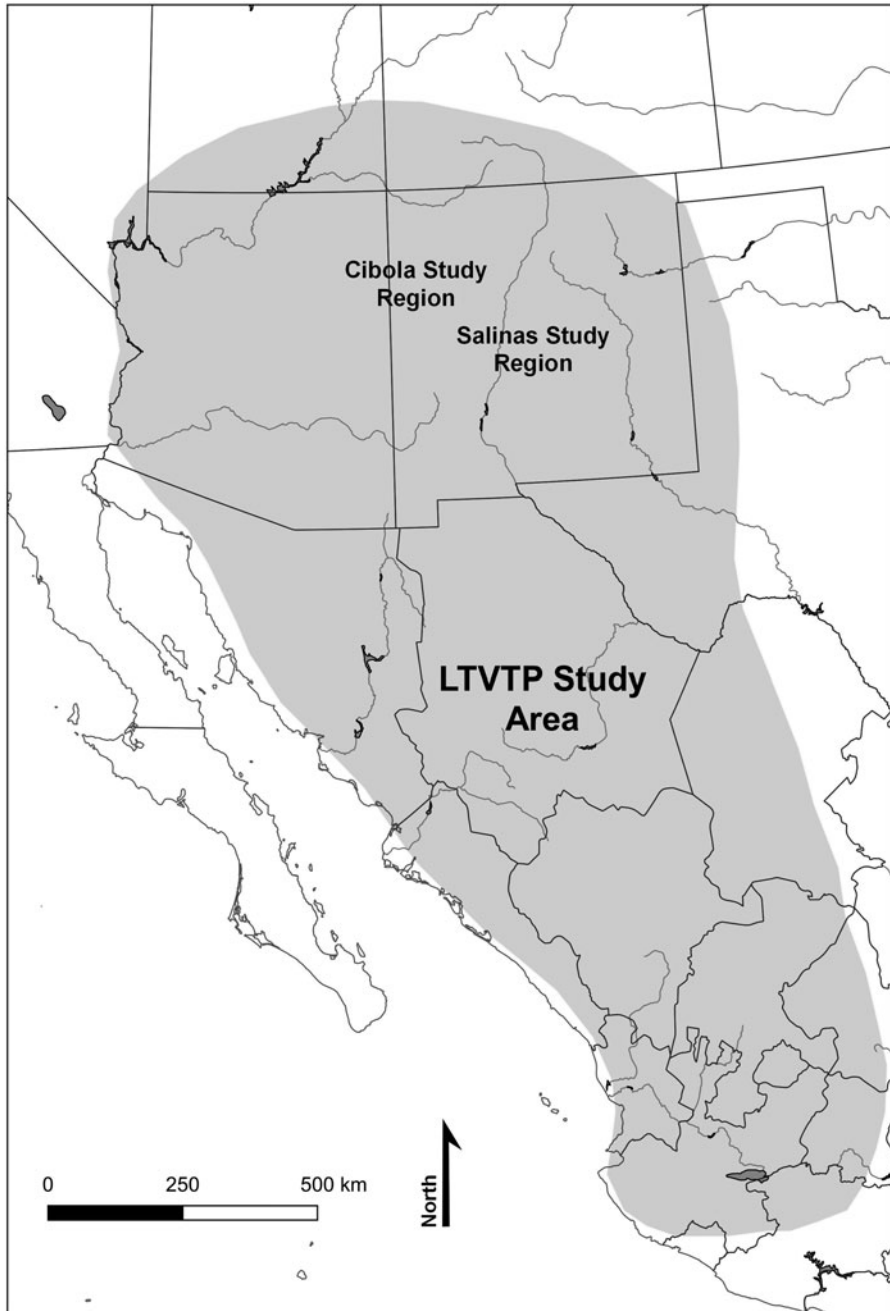 Cibola Study
Region
Salinas Study
Region
LTVTP Study
Area
0 250 500 km
North